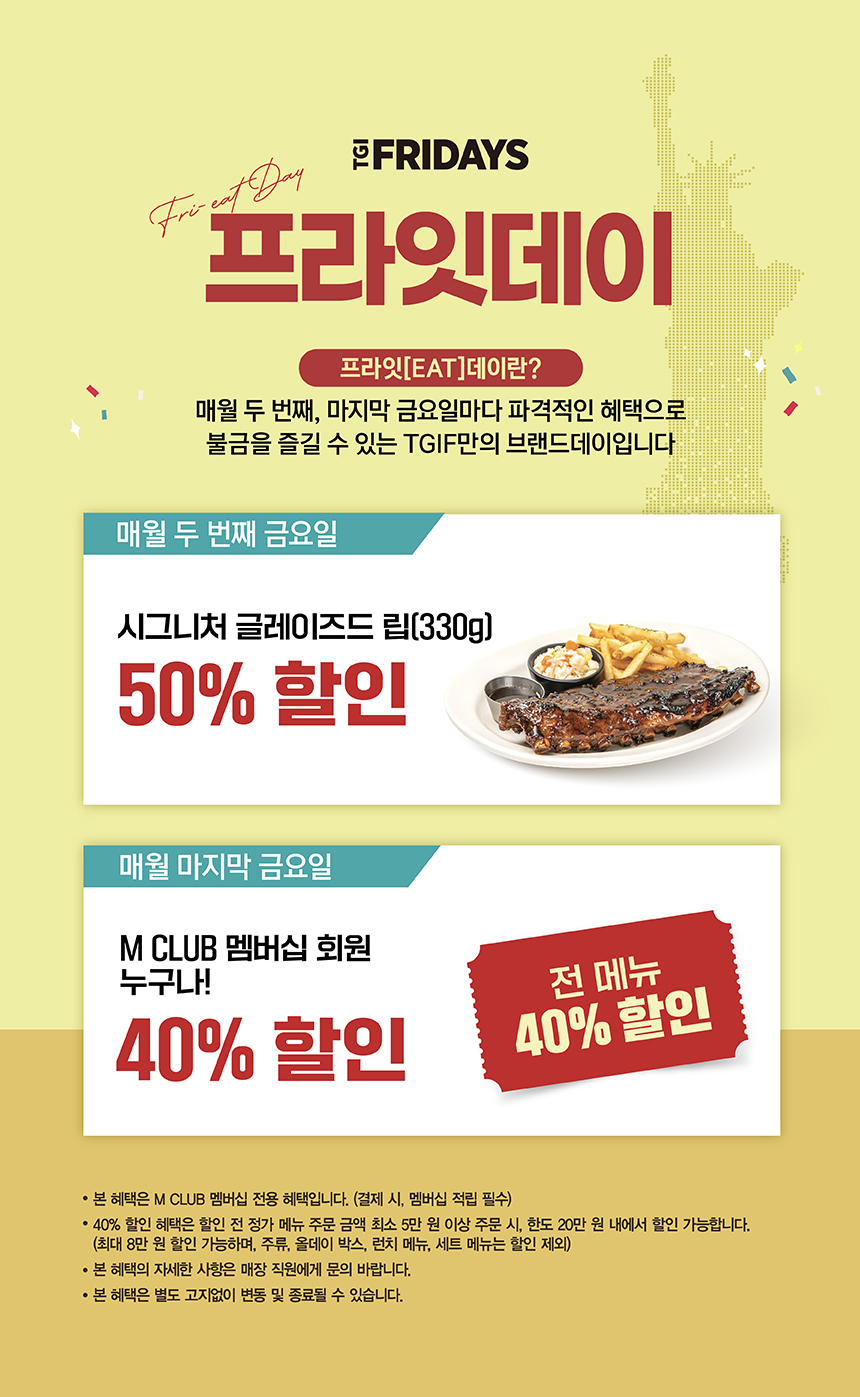 TGI FRIDAYS
Fri-eat Day
프라잇데이
프라잇[EAT]데이란?
매월 두 번째, 마지막 금요일마다 파격적인 혜택으로
불금을 즐길 수 있는 TGIF만의 브랜드데이입니다
매월 두 번째 금요일
시그니처 글레이즈드 립(330g)
50% 할인
매월 마지막 금요일
M CLUB 멤버십 회원
누구나!
40% 할인
전 메뉴
40% 할인
• 본 혜택은 M CLUB 멤버십 전용 혜택입니다. (결제 시, 멤버십 적립 필수)
• 40% 할인 혜택은 할인 전 정가 메뉴 주문 금액 최소 5만 원 이상 주문 시, 한도 20만 원 내에서 할인 가능합니다.
(최대 8만 원 할인 가능하며, 주류, 올데이 박스, 런치 메뉴, 세트 메뉴는 할인 제외)
• 본 혜택의 자세한 사항은 매장 직원에게 문의 바랍니다.
• 본 혜택은 별도 고지없이 변동 및 종료될 수 있습니다.